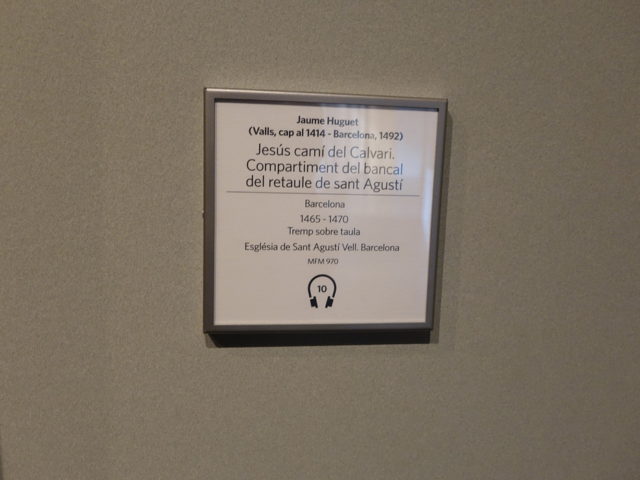 Jaume Huguet
(Valls, cap al 1414 - Barcelona, 1492)
Jesús camí del Calvari.
Compartiment del bancal
del retaule de sant Agustí
Barcelona
1465 - 1470
Tremp sobre taula
Església de Sant Agustí Vell. Barcelona
MFM 970
10